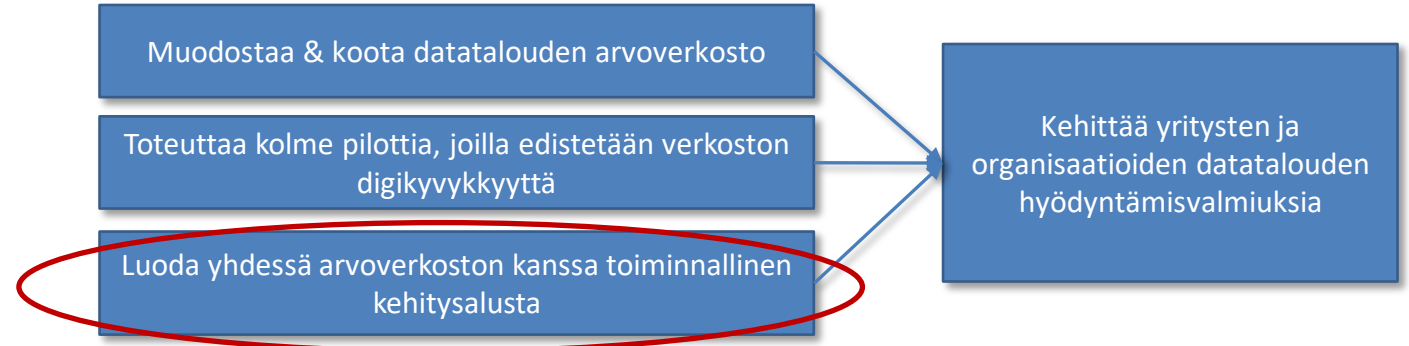 Muodostaa & koota datatalouden arvoverkosto
Toteuttaa kolme pilottia, joilla edistetään verkoston
digikyvykkyyttä
Luoda yhdessä arvoverkoston kanssa toiminnallinen
kehitysalusta
Kehittää yritysten ja
organisaatioiden datatalouden
hyödyntämisvalmiuksia